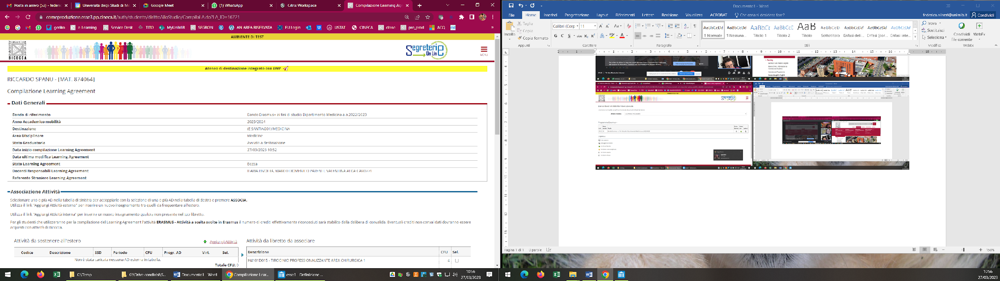 Posta in arrivo (52) - federic
Università degli Studi di Mil
Google Meet
(1) WhatsApp
Citrix Workspace
Compilazione Learning Agr
comeproduzione.esse3.pp.cineca.it/auth/studente/dirittoAlloStudio/CompilaLA.do?LA_ID=16721
geriko
e-Learning
Service Desk
TITO
MyUniMiB
SEGRON
AN AREA RISERVATA
EU Login
USTAT
CINECA
clone
pre_prod
ACQ
AMBIENTE DI TEST
BICOCCA
Segreterie
On Line
MENU
Ateneo di destinazione integrato con EWP
RICCARDO SPANU - [MAT. 874064]
Compilazione Learning Agreement
Dati Generali
Bando di riferimento Bando Erasmus+ ai fini di studio Dipartimento Medicina a.a.2022/2023
Anno Accademico mobilità 2023/2024
Destinazione (E SANTIAG01) MEDICINA
Area Disciplinare Medicine
Stato Graduatoria Avviato a destinazione
Data inizio compilazione Learning Agreement 27/03/2023 10:52
Data ultima modifica Learning Agreement
Stato Learning Agreement Bozza
Docenti Responsabili Learning Agreement ILARIA RIVOLTA, MARCO DOMENICO PARENTI, VALENTINA ALDA CAROZZI
Referente Straniero Learning Agreement
Associazione Attività
Selezionare uno o più AD nella tabella di sinistra per accoppiarle con la selezione di una o più AD nella tabella di destra e premere ASSOCIA.
Utilizza il link "Aggiungi Attività esterna" per inserire un nuovo insegnamento tra quelli da frequentare all'estero.
Utilizza il link "Aggiungi Attività interna" per inserire un nuovo insegnamento qualora non presente nel tuo libretto.
Per gli studenti che utilizzeranno per la compilazione del Learning Agreement l'attività ERASMUS - Attività a scelta svolte in Erasmus il numero di crediti effettivamente riconosciuti sarà stabilito dalla delibera di convalida. Eventuali crediti non convalidati dovranno essere
acquisiti con attività di Bicocca.
Attività da sostenere all'estero
Aggiungi Attività
Codice Descrizione SSD Periodo CFU Progr. AD Virt. Sel.
Non è stata caricata nessuna AD esterna in tabella.
Totale CFU: 0
Attività da libretto da associare
Descrizione CFU Sel.
H4101D015 - TIROCINIO PROFESSIONALIZZANTE AREA CHIRURGICA 1 4
C:\Temp
G:\Drive condivisi\S...
Documento1 - Word
Compilazione Lear...
esse3 - Definizione ...
10:56
27/03/2023
Documento1 - Word
File Home Inserisci Progettazione Layout Riferimenti Lettere Revisione Visualizza ACROBAT Che cosa si desidera fare?
federica.oliveri@unimib.it Condividi
Incolla
Taglia
Copia
Copia formato
Appunti
Calibri (Corp 11
Carattere
Paragrafo
AaBbCcDd AaBbCcDd AaBbCc AaBbCcD AaB AaBbCcD AaBbCcDd AaBbCcDd AaBbCcDd
1 Normale 1 Nessuna... Titolo 1 Titolo 2 Titolo Sottotitolo Enfasi deli... Enfasi (cor... Enfasi inte...
Stili
Trova
Sostituisci
Seleziona
Modifica
Condividi
file corrente
WebEx
WebEx
Pagina 1 di 1 0 parole
150%
10:56
27/03/2023